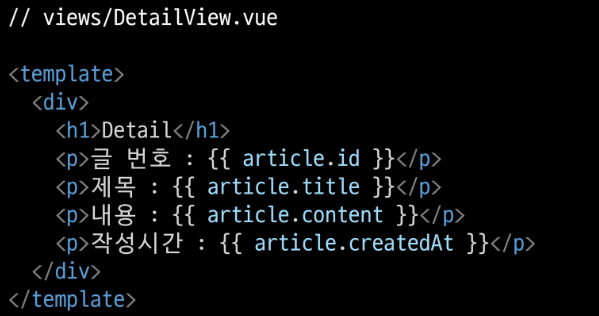 // views/DetailView.vue
<template>
<div>
<h1>Detail</h1>
<p>글 번호 : {{ article.id }}</p>
<p>제목 : {{ article.title }}</p>
<p>내용 : {{ article.content }}</p>
<p>작성시간 : {{ article.createdAt }}</p>
</div>
</template>